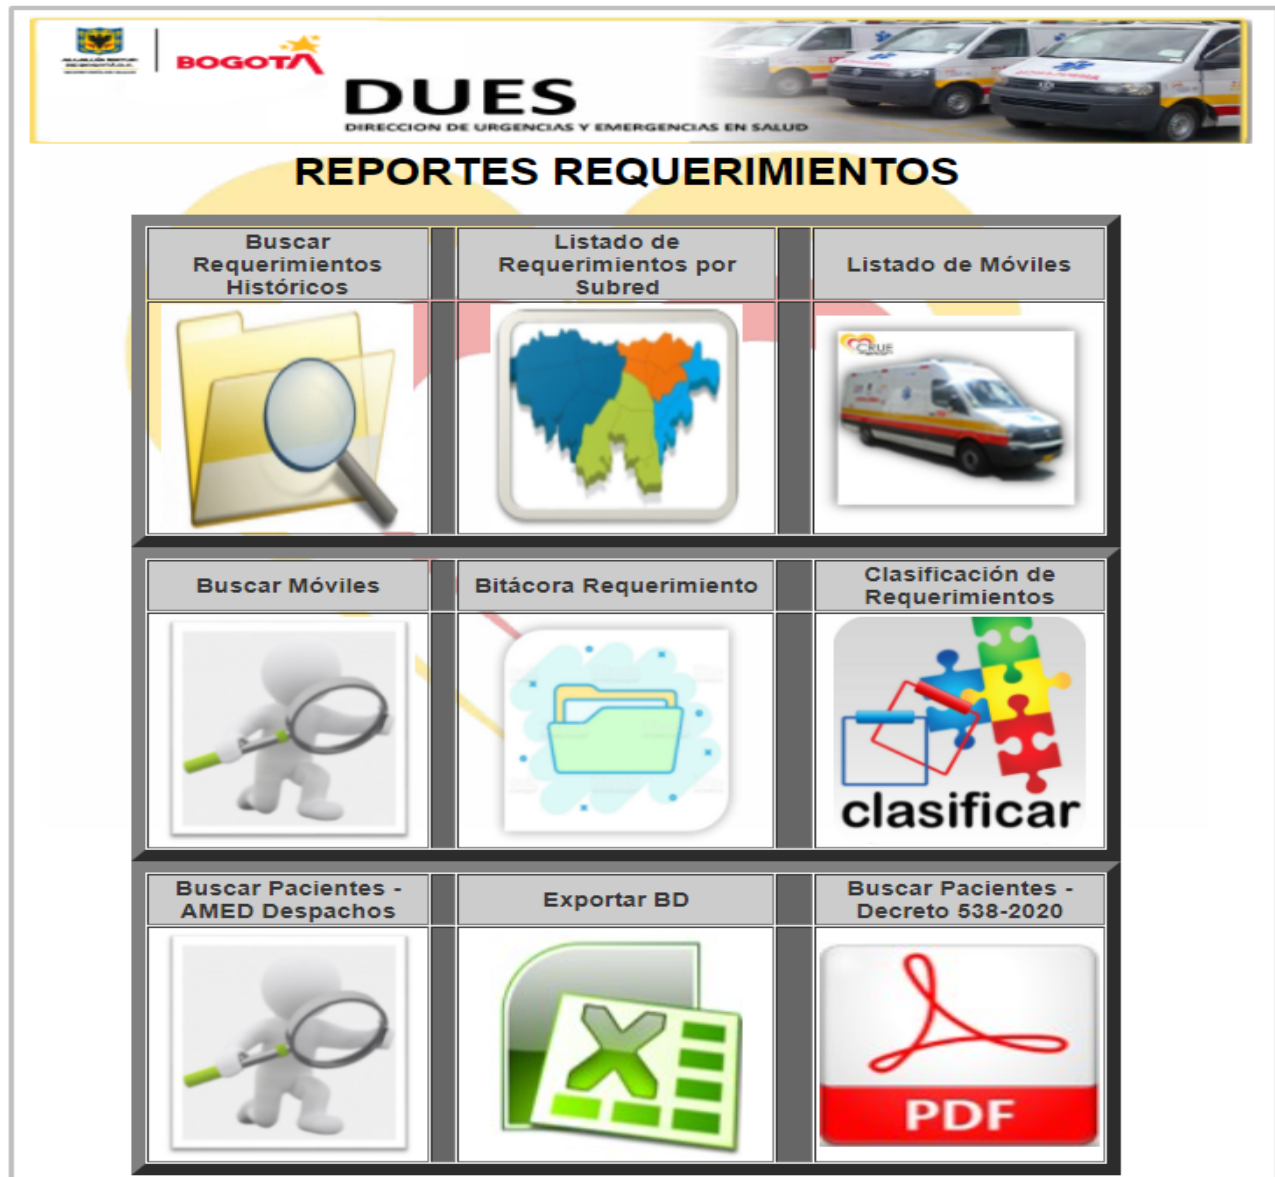 BOGOTÁ
DUES
DIRECCION DE URGENCIAS Y EMERGENCIAS EN SALUD
REPORTES REQUERIMIENTOS
Buscar
Requerimientos
Históricos
Listado de
Requerimientos por
Subred
Listado de Móviles
CRUE
Buscar Móviles
Bitácora Requerimiento
Clasificación de
Requerimientos
clasificar
Buscar Pacientes -
AMED Despachos
Exportar BD
Buscar Pacientes -
Decreto 538-2020
PDF